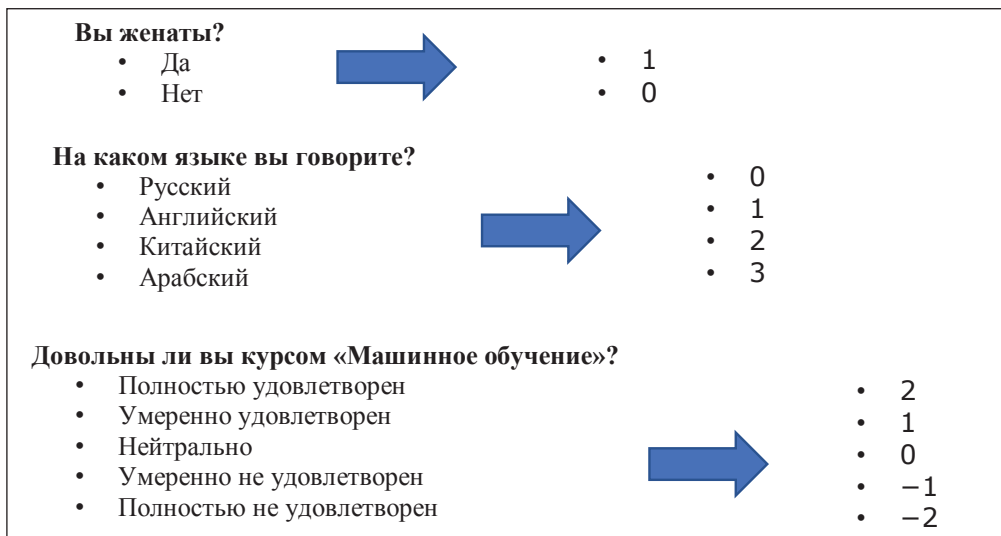 Вы женаты?
• Да
• Нет
• 1
• 0
На каком языке вы говорите?
• Русский
• Английский
• Китайский
• Арабский
• 0
• 1
• 2
• 3
Довольны ли вы курсом «Машинное обучение»?
• Полностью удовлетворен
• Умеренно удовлетворен
• Нейтрально
• Умеренно не удовлетворен
• Полностью не удовлетворен
• 2
• 1
• 0
• −1
• −2